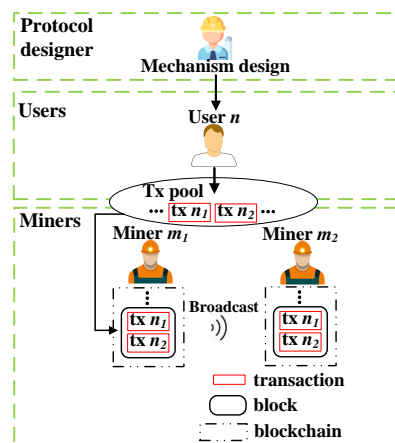 Protocol
designer
Mechanism design
Users
User n
Tx pool
... tx n1 tx n2 ...
Miners
Miner m1
Miner m2
Broadcast
tx n1
tx n2
tx n1
tx n2
transaction
block
blockchain